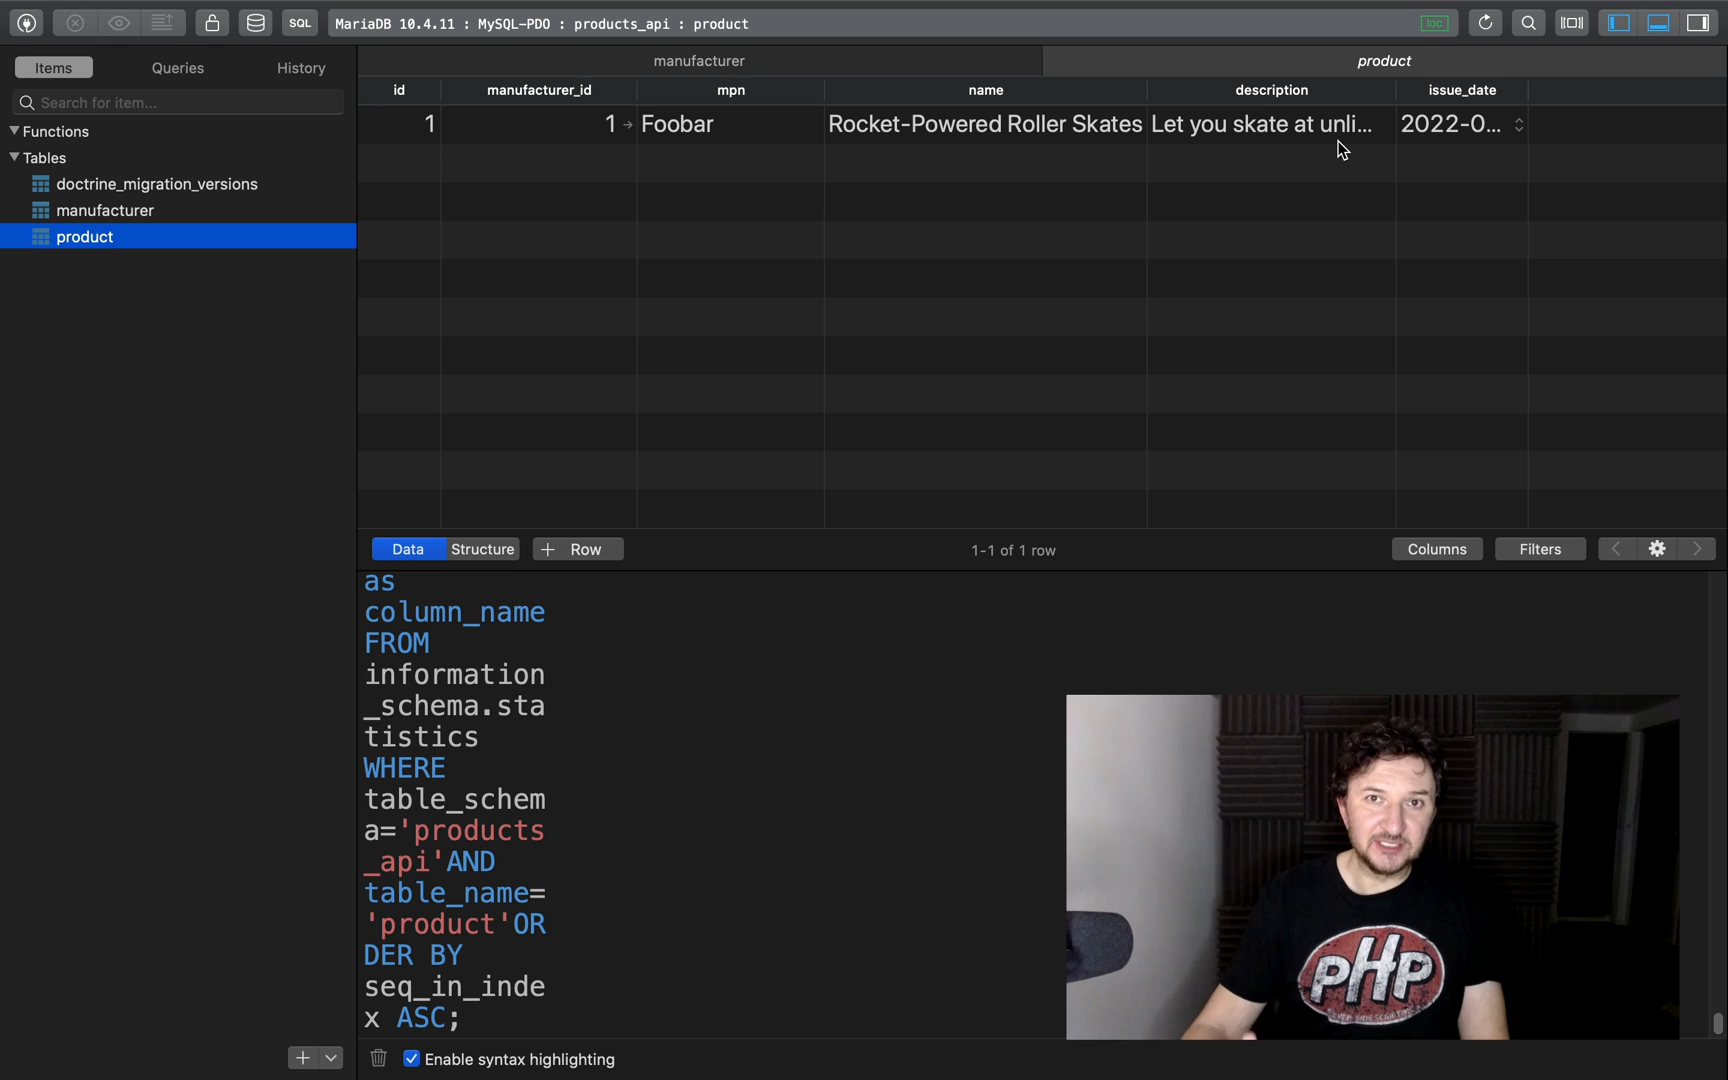 SQL
MariaDB 10.4.11 : MySQL-PDO : products_api : product
loc
Items Queries History
Search for item...
Functions
Tables
doctrine_migration_versions
manufacturer
product
manufacturer product
id manufacturer_id mpn name description issue_date
1 1 Foobar Rocket-Powered Roller Skates Let you skate at unli... 2022-0...
Data Structure + Row 1-1 of 1 row Columns Filters
as
column_name
FROM
information
_schema.sta
tistics
WHERE
table_schem
a='products
_api'AND
table_name=
'product'OR
DER BY
seq_in_inde
x ASC;
Enable syntax highlighting
PHP